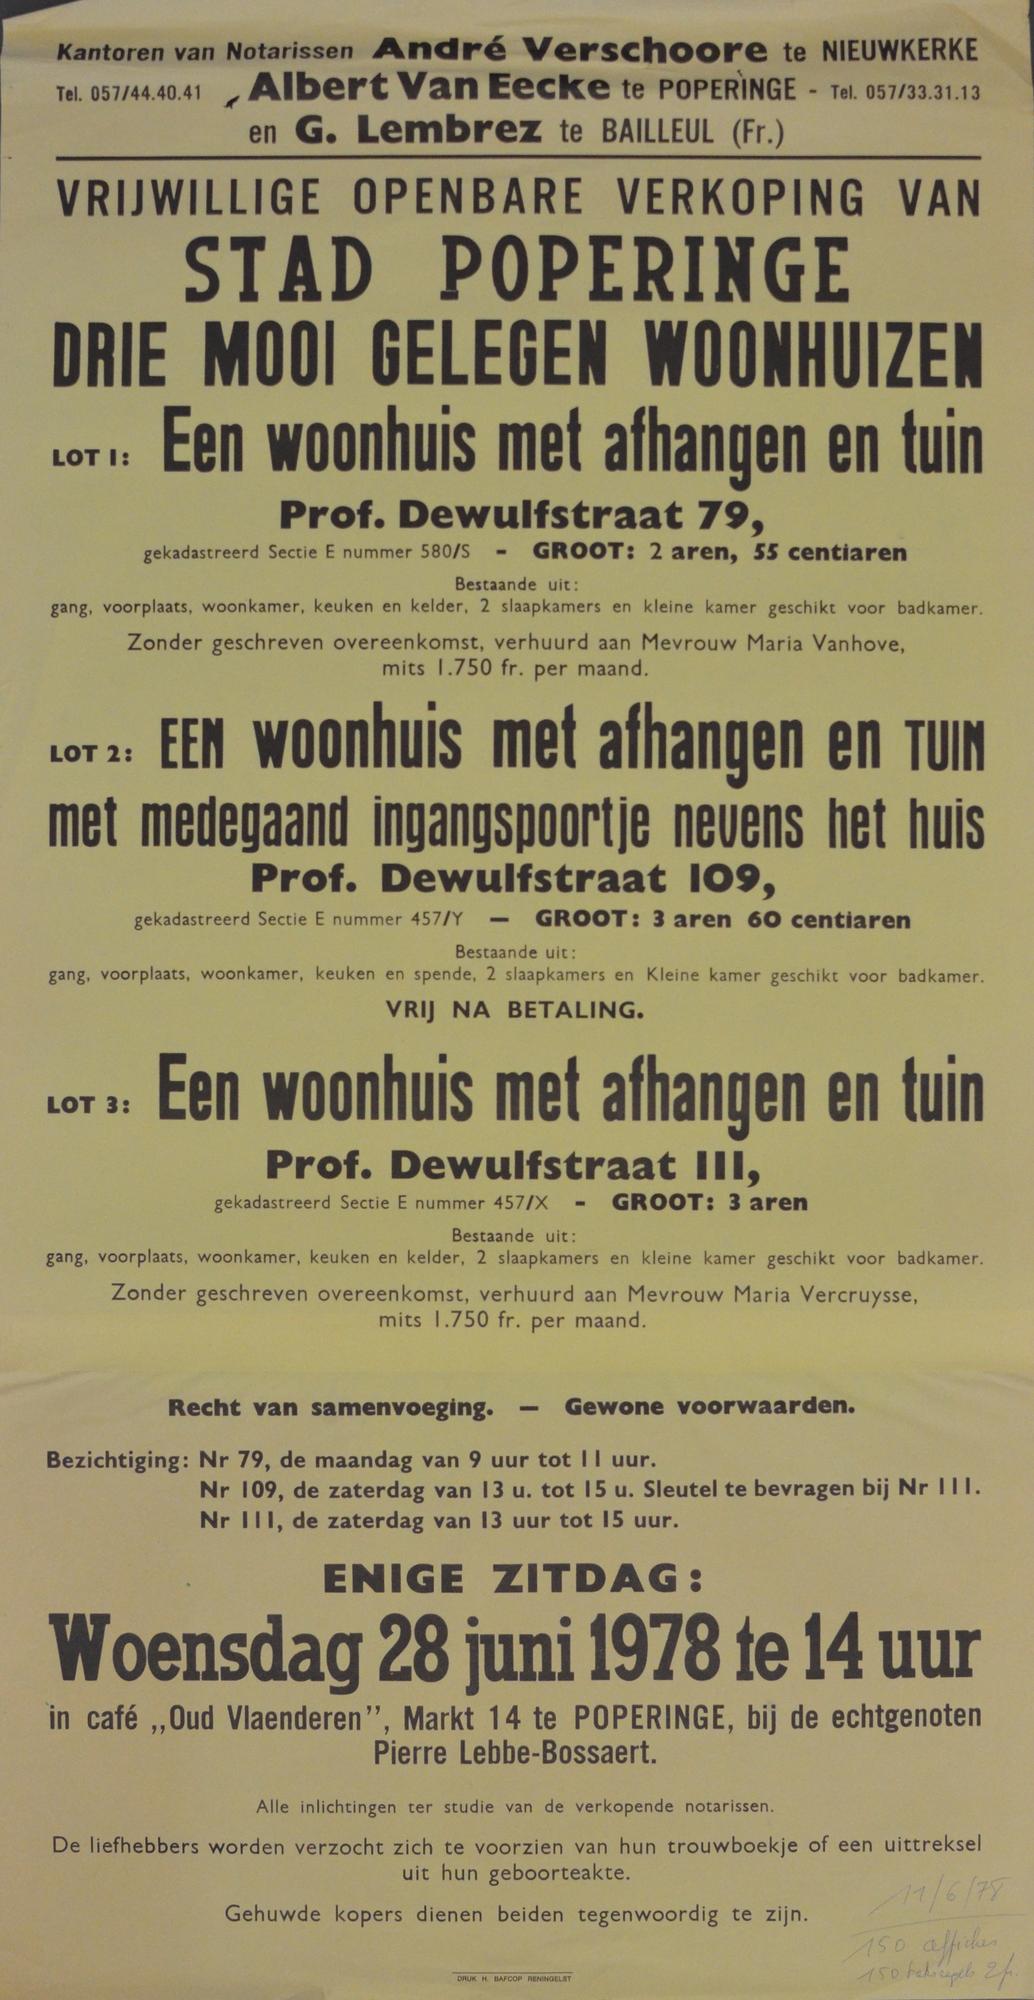 Kantoren van Notarissen André Verschoore te NIEUWKERKE
Tel. 057/44.40.41 Albert Van Eecke te POPERINGE - Tel. 057/33.31.13
en G. Lembrez te BAILLEUL (Fr.)
VRIJWILLIGE OPENBARE VERKOPING VAN
STAD POPERINGE
DRIE MOOI GELEGEN WOONHUIZEN
LOT 1: Een woonhuis met afhangen en tuin
Prof. Dewulfstraat 79,
gekadastreerd Sectie E nummer 580/S - GROOT: 2 aren, 55 centiaren
Bestaande uit:
gang, voorplaats, woonkamer, keuken en kelder, 2 slaapkamers en kleine kamer geschikt voor badkamer.
Zonder geschreven overeenkomst, verhuurd aan Mevrouw Maria Vanhove,
mits 1.750 fr. per maand.
LOT 2: EEN woonhuis met afhangen en TUIN
met medegaand ingangspoortje nevens het huis
Prof. Dewulfstraat 109,
gekadastreerd Sectie E nummer 457/Y — GROOT: 3 aren 60 centiaren
Bestaande uit:
gang, voorplaats, woonkamer, keuken en spende, 2 slaapkamers en Kleine kamer geschikt voor badkamer.
VRIJ NA BETALING.
LOT 3: Een woonhuis met afhangen en tuin
Prof. Dewulfstraat 111,
gekadastreerd Sectie E nummer 457/X - GROOT: 3 aren
Bestaande uit:
gang, voorplaats, woonkamer, keuken en kelder, 2 slaapkamers en kleine kamer geschikt voor badkamer.
Zonder geschreven overeenkomst, verhuurd aan Mevrouw Maria Vercruysse,
mits 1.750 fr. per maand.
Recht van samenvoeging. — Gewone voorwaarden.
Bezichtiging: Nr 79, de maandag van 9 uur tot 11 uur.
Nr 109, de zaterdag van 13 u. tot 15 u. Sleutel te bevragen bij Nr 111.
Nr 111, de zaterdag van 13 uur tot 15 uur.
ENIGE ZITDAG:
Woensdag 28 juni 1978 te 14 uur
in café „Oud Vlaenderen”, Markt 14 te POPERINGE, bij de echtgenoten
Pierre Lebbe-Bossaert.
Alle inlichtingen ter studie van de verkopende notarissen.
De liefhebbers worden verzocht zich te voorzien van hun trouwboekje of een uittreksel
uit hun geboorteakte.
Gehuwde kopers dienen beiden tegenwoordig te zijn.
11/6/78
150 affiches
150
DRUK H. BAFCOP RENINGELST